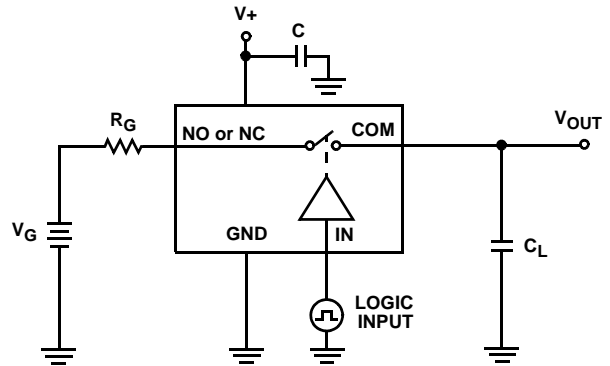 V+
C
RG
NO or NC
COM
VOUT
VG
GND
IN
CL
LOGIC
INPUT